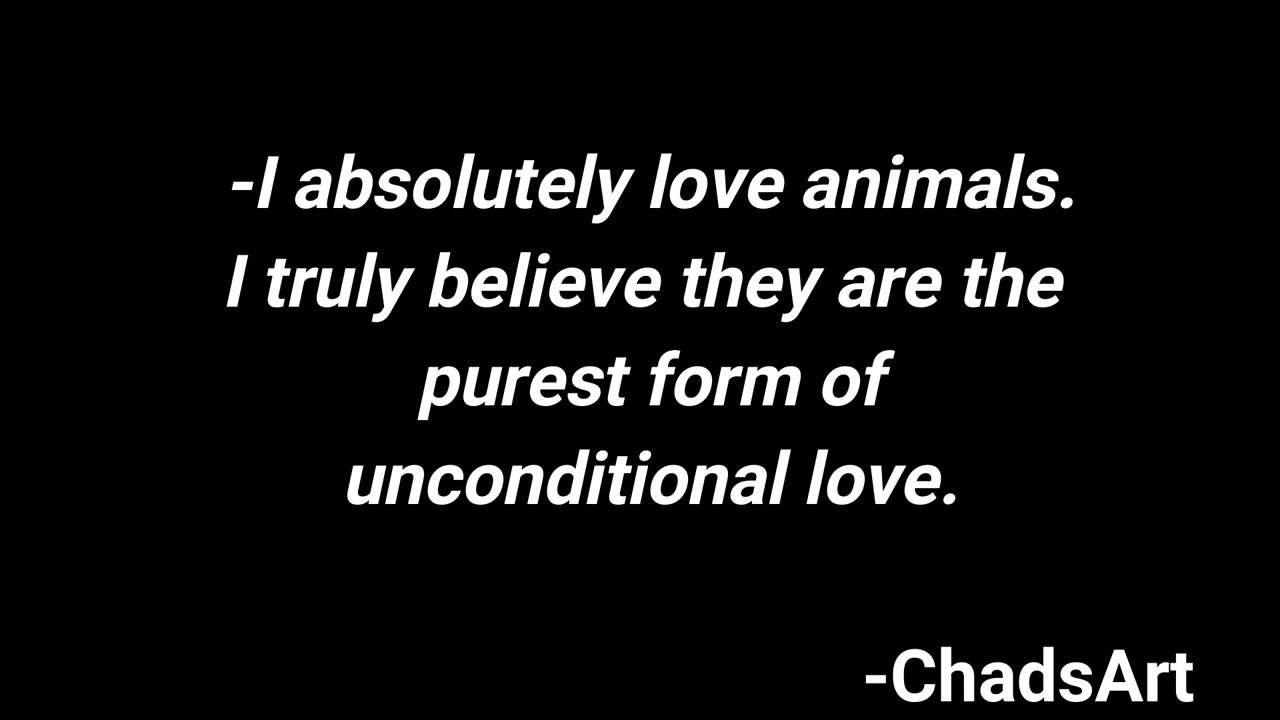 -I absolutely love animals.
I truly believe they are the
purest form of
unconditional love.
-ChadsArt